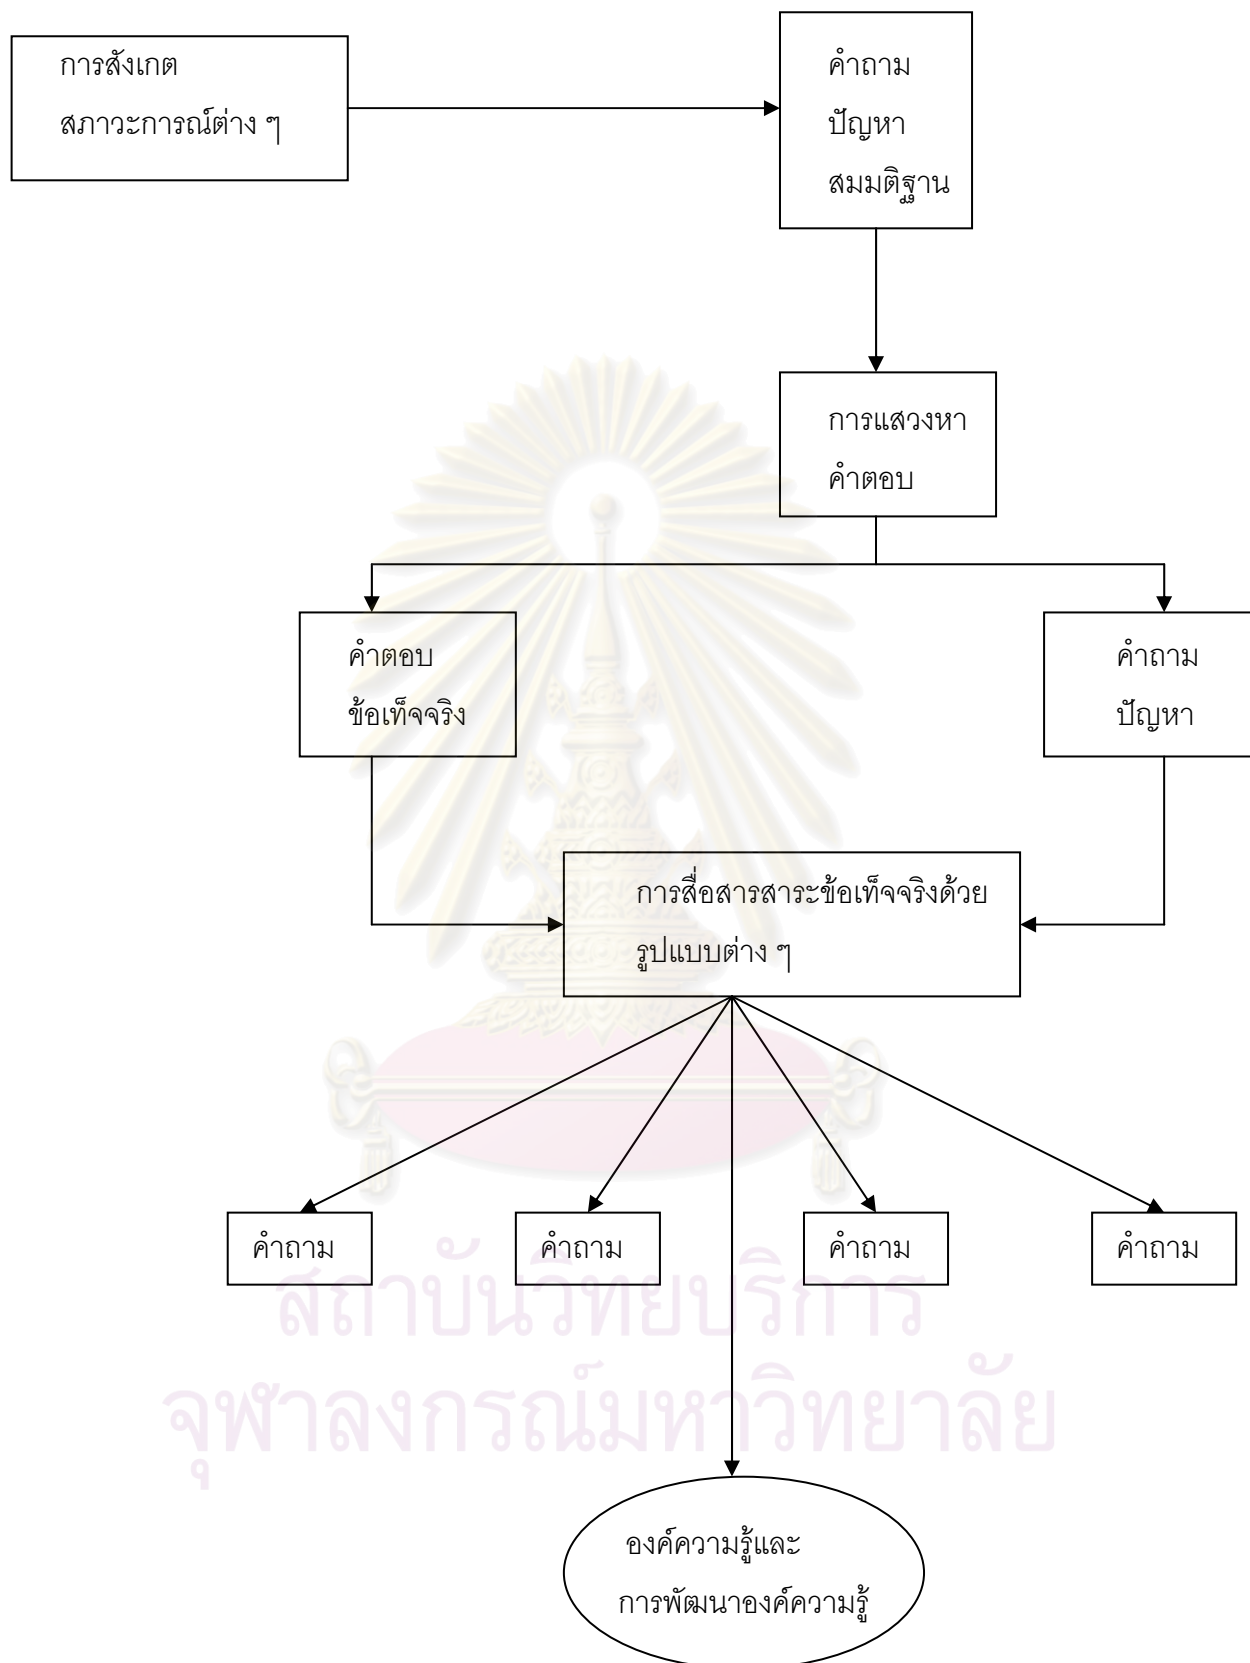 การสังเกต
สภาวะการณ์ต่าง ๆ
คำถาม
ปัญหา
สมมติฐาน
การแสวงหา
คำตอบ
คำตอบ
ข้อเท็จจริง
คำถาม
ปัญหา
การสื่อสารสาระข้อเท็จจริงด้วย
รูปแบบต่าง ๆ
คำถาม
คำถาม
คำถาม
คำถาม
สถาบันวิทยบริการ
จุฬาลงกรณ์มหาวิทยาลัย
องค์ความรู้และ
การพัฒนาองค์ความรู้